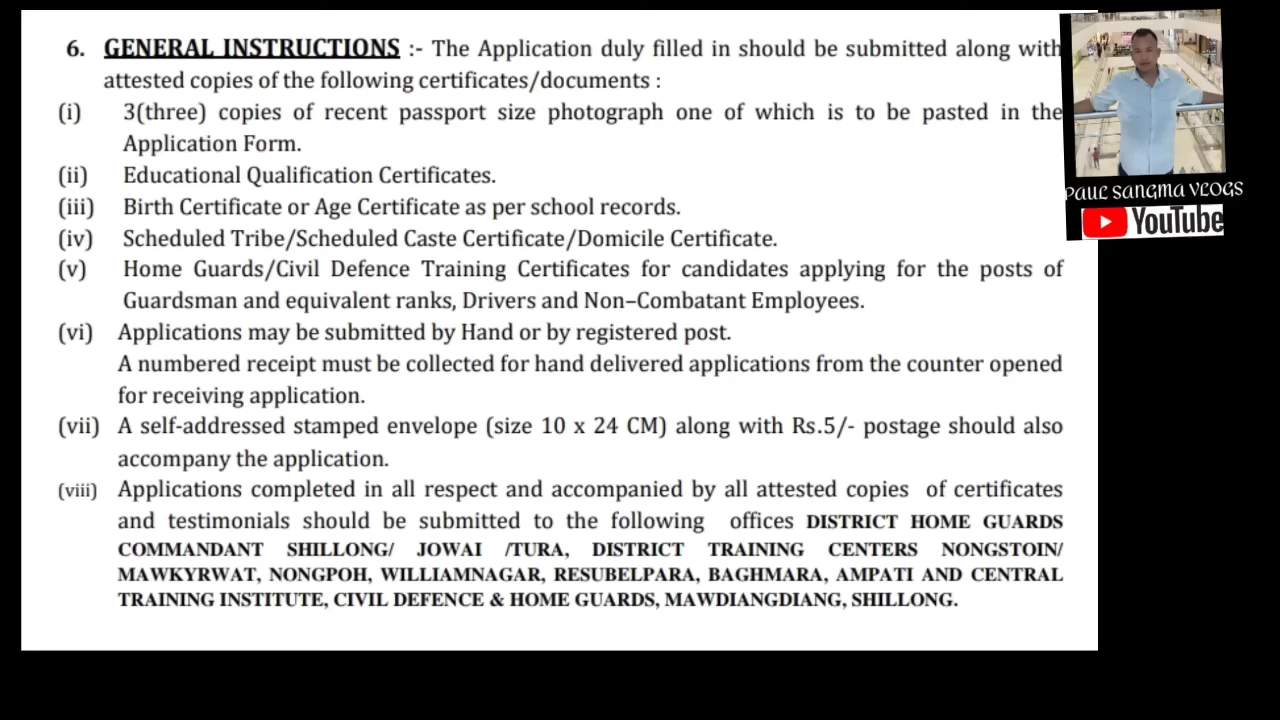 6. GENERAL INSTRUCTIONS :- The Application duly filled in should be submitted along with
attested copies of the following certificates/documents :
(i) 3(three) copies of recent passport size photograph one of which is to be pasted in the
Application Form.
(ii) Educational Qualification Certificates.
(iii) Birth Certificate or Age Certificate as per school records.
(iv) Scheduled Tribe/Scheduled Caste Certificate/Domicile Certificate.
(v) Home Guards/Civil Defence Training Certificates for candidates applying for the posts of
Guardsman and equivalent ranks, Drivers and Non–Combatant Employees.
(vi) Applications may be submitted by Hand or by registered post.
A numbered receipt must be collected for hand delivered applications from the counter opened
for receiving application.
(vii) A self-addressed stamped envelope (size 10 x 24 CM) along with Rs.5/- postage should also
accompany the application.
(viii) Applications completed in all respect and accompanied by all attested copies of certificates
and testimonials should be submitted to the following offices DISTRICT HOME GUARDS
COMMANDANT SHILLONG/ JOWAI /TURA, DISTRICT TRAINING CENTERS NONGSTOIN/
MAWKYRWAT, NONGPOH, WILLIAMNAGAR, RESUBELPARA, BAGHMARA, AMPATI AND CENTRAL
TRAINING INSTITUTE, CIVIL DEFENCE & HOME GUARDS, MAWDIANGDIANG, SHILLONG.
PAUL SANGMA VLOGS
YouTube